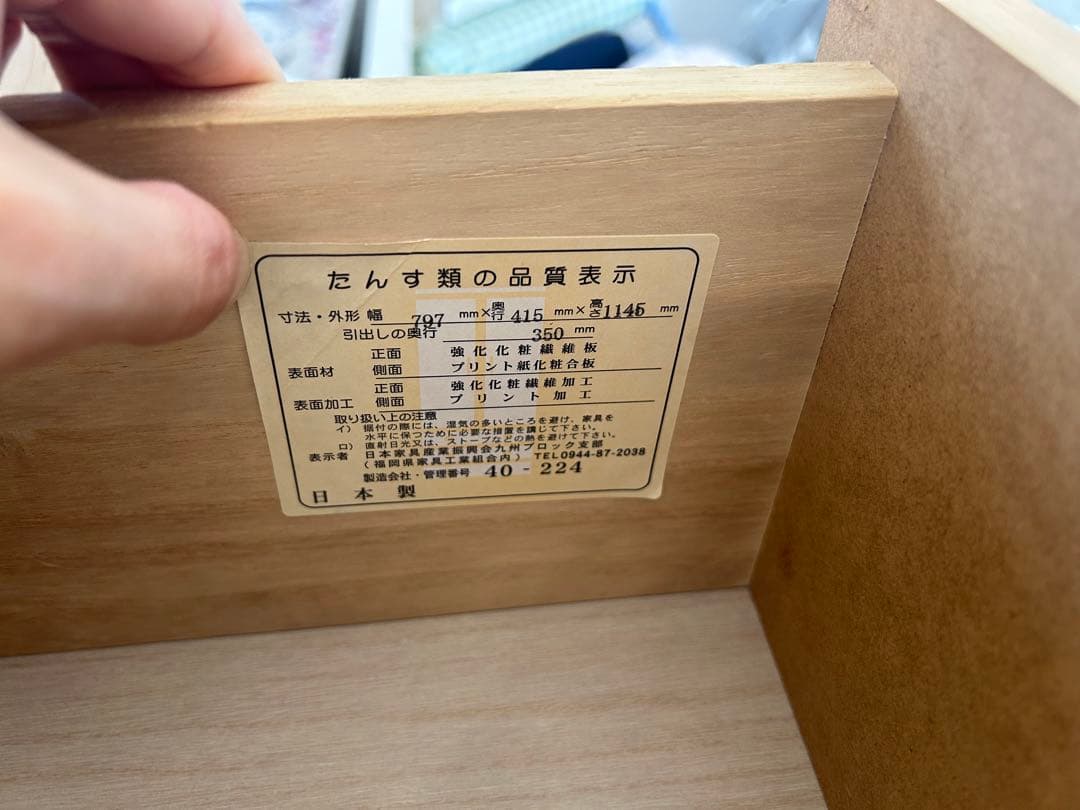 たんす類の品質表示
寸法・外形 幅 797 mm×奥行 415 mm×高さ1145 mm
引出しの奥行 350 mm
表面材 正面 強化化粧繊維板
側面 プリント紙化粧合板
表面加工 正面 強化化粧繊維加工
側面 プリント加工
取り扱い上の注意
イ) 据付の際には、湿気の多いところを避け、家具を
水平に保つために必要な措置を講じて下さい。
ロ) 直射日光又は、ストーブなどの熱を避けて下さい。
表示者 日本家具産業振興会九州ブロック支部
(福岡県家具工業組合内) TEL0944-87-2038
製造会社・管理番号 40-224
日本製